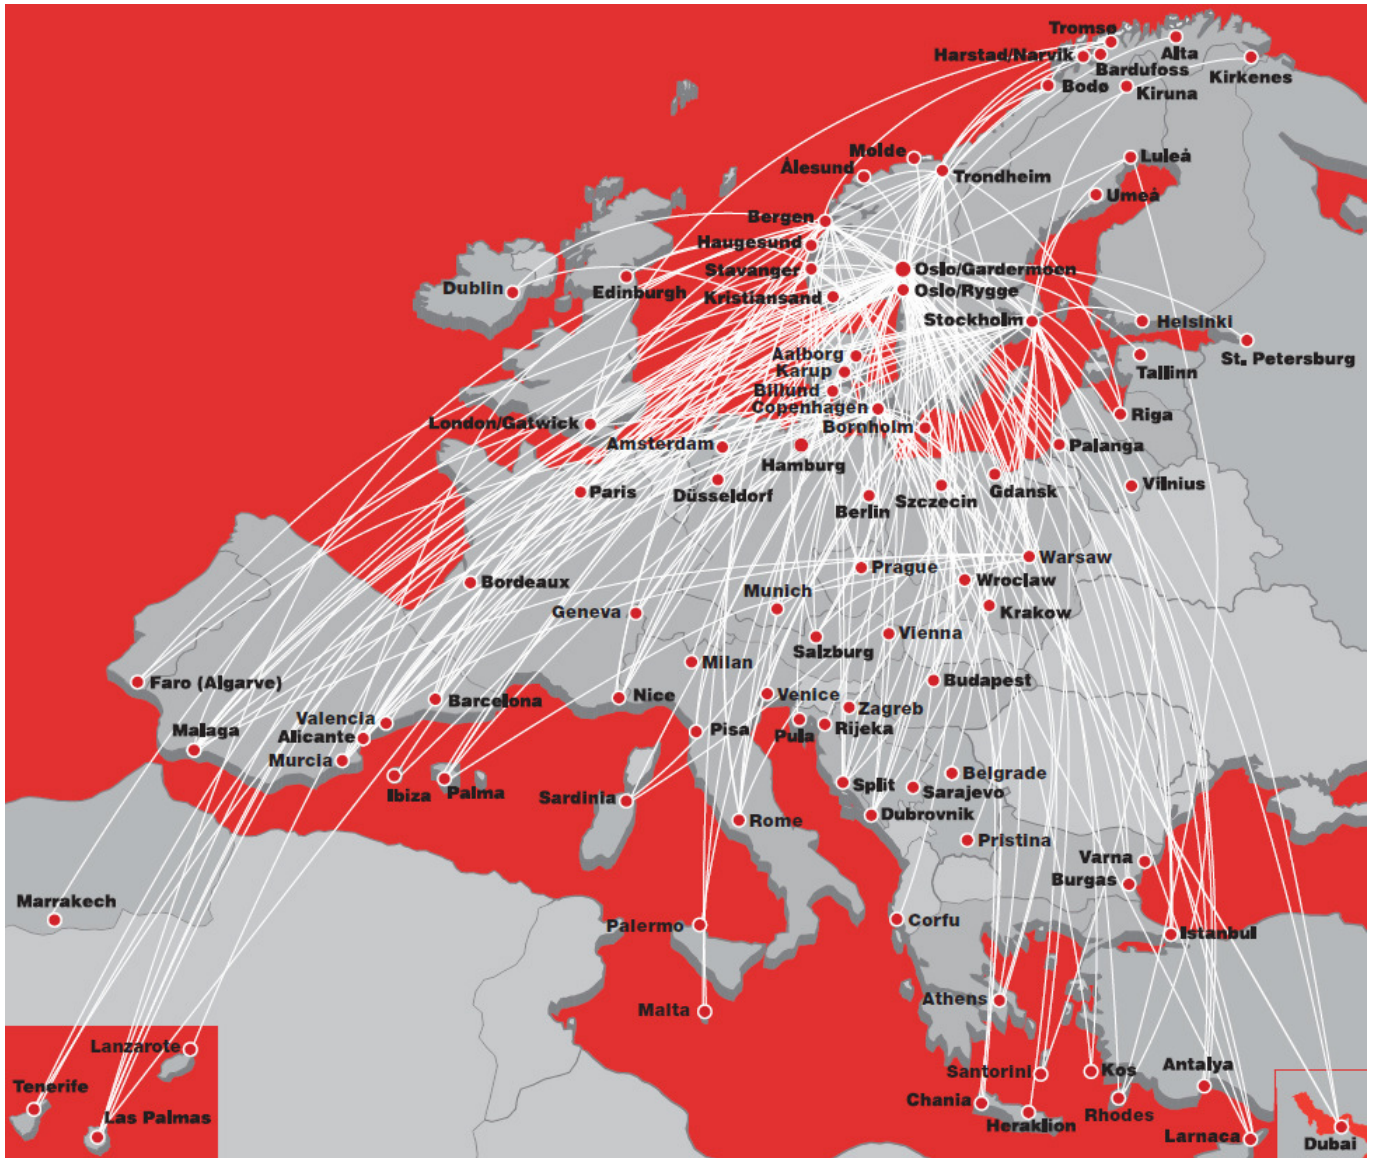 Tromsø
Harstad/Narvik
Alta
Bardufoss
Kirkenes
Bodø
Kiruna
Molde
Luleå
Ålesund
Trondheim
Umeå
Bergen
Haugesund
Stavanger
Oslo/Gardermoen
Dublin
Edinburgh
Kristiansand
Oslo/Rygge
Stockholm
Helsinki
Aalborg
St. Petersburg
Karup
Tallinn
Billund
Copenhagen
Riga
London/Gatwick
Bornholm
Amsterdam
Hamburg
Palanga
Paris
Düsseldorf
Gdansk
Vilnius
Szczecin
Berlin
Warsaw
Prague
Bordeaux
Wroclaw
Munich
Geneva
Krakow
Vienna
Salzburg
Milan
Faro (Algarve)
Budapest
Barcelona
Nice
Venice
Zagreb
Valencia
Malaga
Alicante
Pisa
Pula
Rijeka
Murcia
Belgrade
Ibiza
Palma
Sardinia
Split
Sarajevo
Rome
Dubrovnik
Pristina
Varna
Burgas
Marrakech
Palermo
Corfu
Istanbul
Athens
Malta
Lanzarote
Antalya
Santorini
Kos
Tenerife
Chania
Las Palmas
Heraklion
Rhodes
Larnaca
Dubai